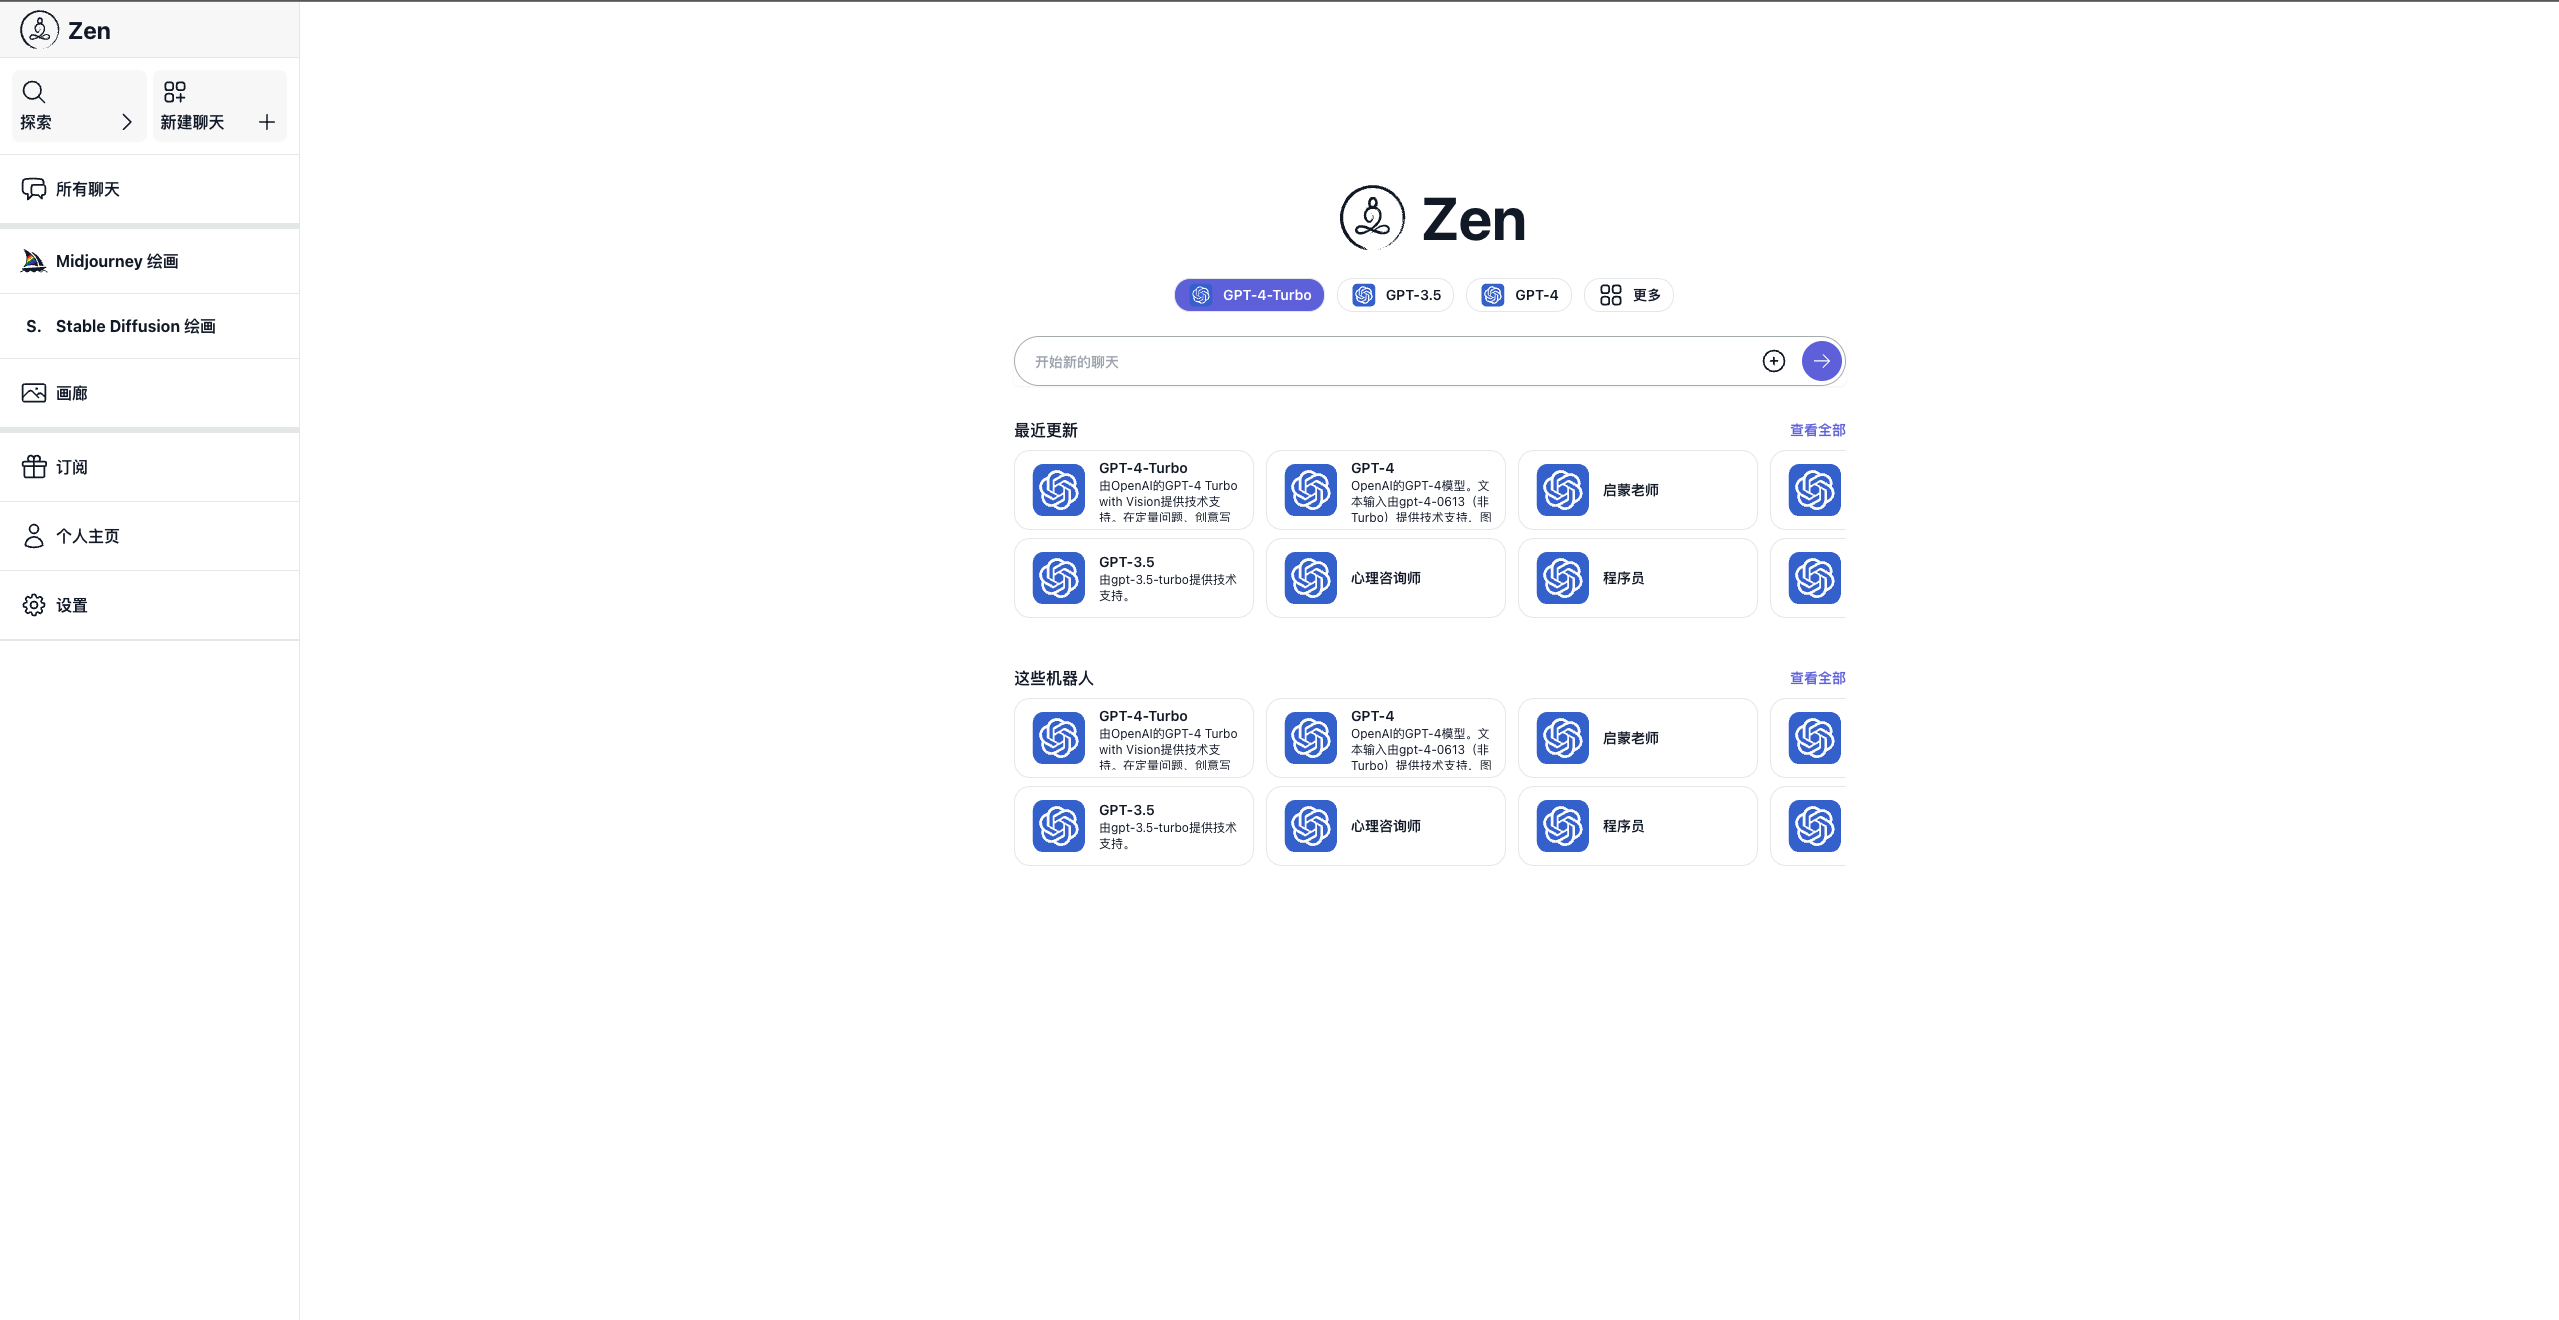 Zen
探索
新建聊天
所有聊天
Midjourney 绘画
S. Stable Diffusion 绘画
画廊
订阅
个人主页
设置
Zen
GPT-4-Turbo
GPT-3.5
GPT-4
更多
开始新的聊天
最近更新
查看全部
GPT-4-Turbo
由OpenAI的GPT-4 Turbo
with Vision提供技术支
持。在定量问题、创意写
GPT-4
OpenAI的GPT-4模型。文
本输入由gpt-4-0613（非
Turbo）提供技术支持，图
启蒙老师
GPT-3.5
由gpt-3.5-turbo提供技术
支持。
心理咨询师
程序员
这些机器人
查看全部
GPT-4-Turbo
由OpenAI的GPT-4 Turbo
with Vision提供技术支
持。在定量问题、创意写
GPT-4
OpenAI的GPT-4模型。文
本输入由gpt-4-0613（非
Turbo）提供技术支持，图
启蒙老师
GPT-3.5
由gpt-3.5-turbo提供技术
支持。
心理咨询师
程序员